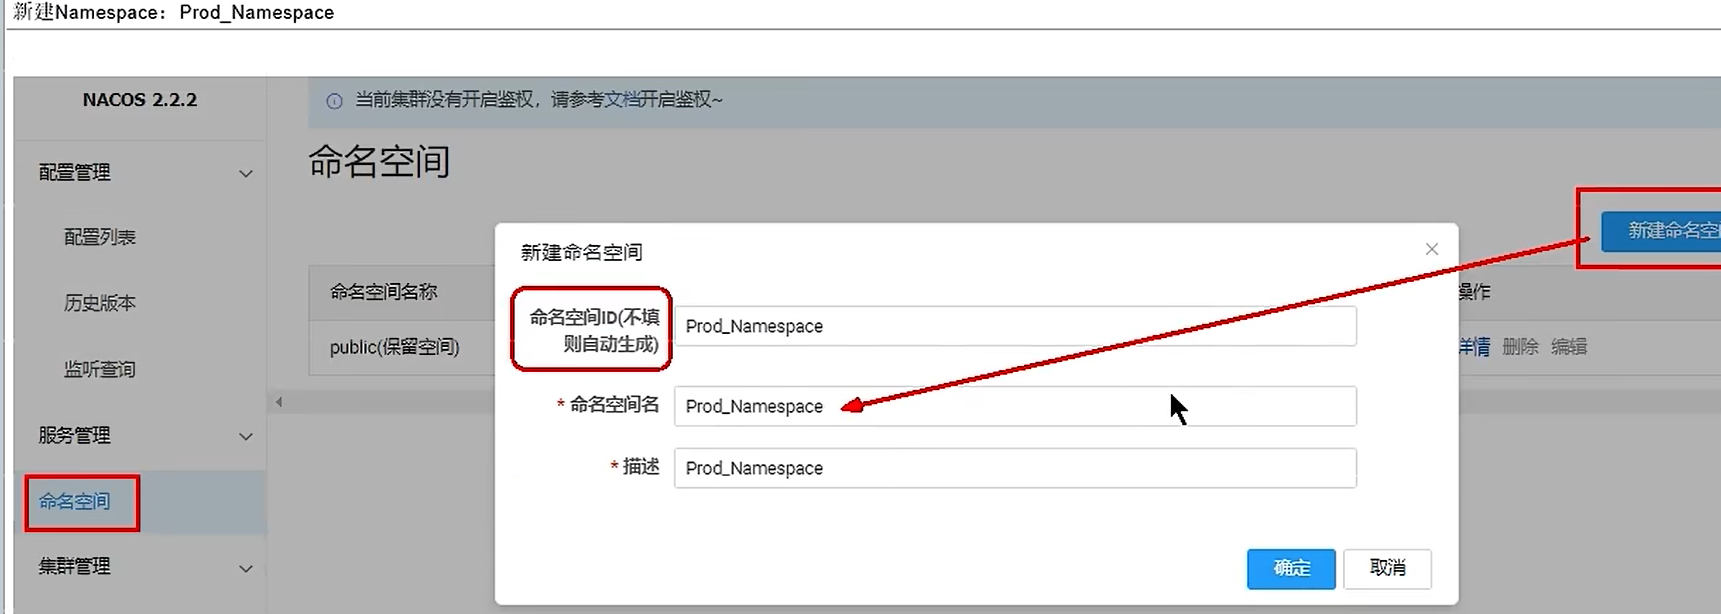 新建Namespace：Prod_Namespace
NACOS 2.2.2
当前集群没有开启鉴权，请参考文档开启鉴权~
配置管理
命名空间
配置列表
历史版本
监听查询
服务管理
命名空间
集群管理
新建命名空
命名空间名称
操作
public(保留空间)
详情 删除 编辑
新建命名空间
命名空间ID(不填
则自动生成)
Prod_Namespace
* 命名空间名
Prod_Namespace
* 描述
Prod_Namespace
确定
取消